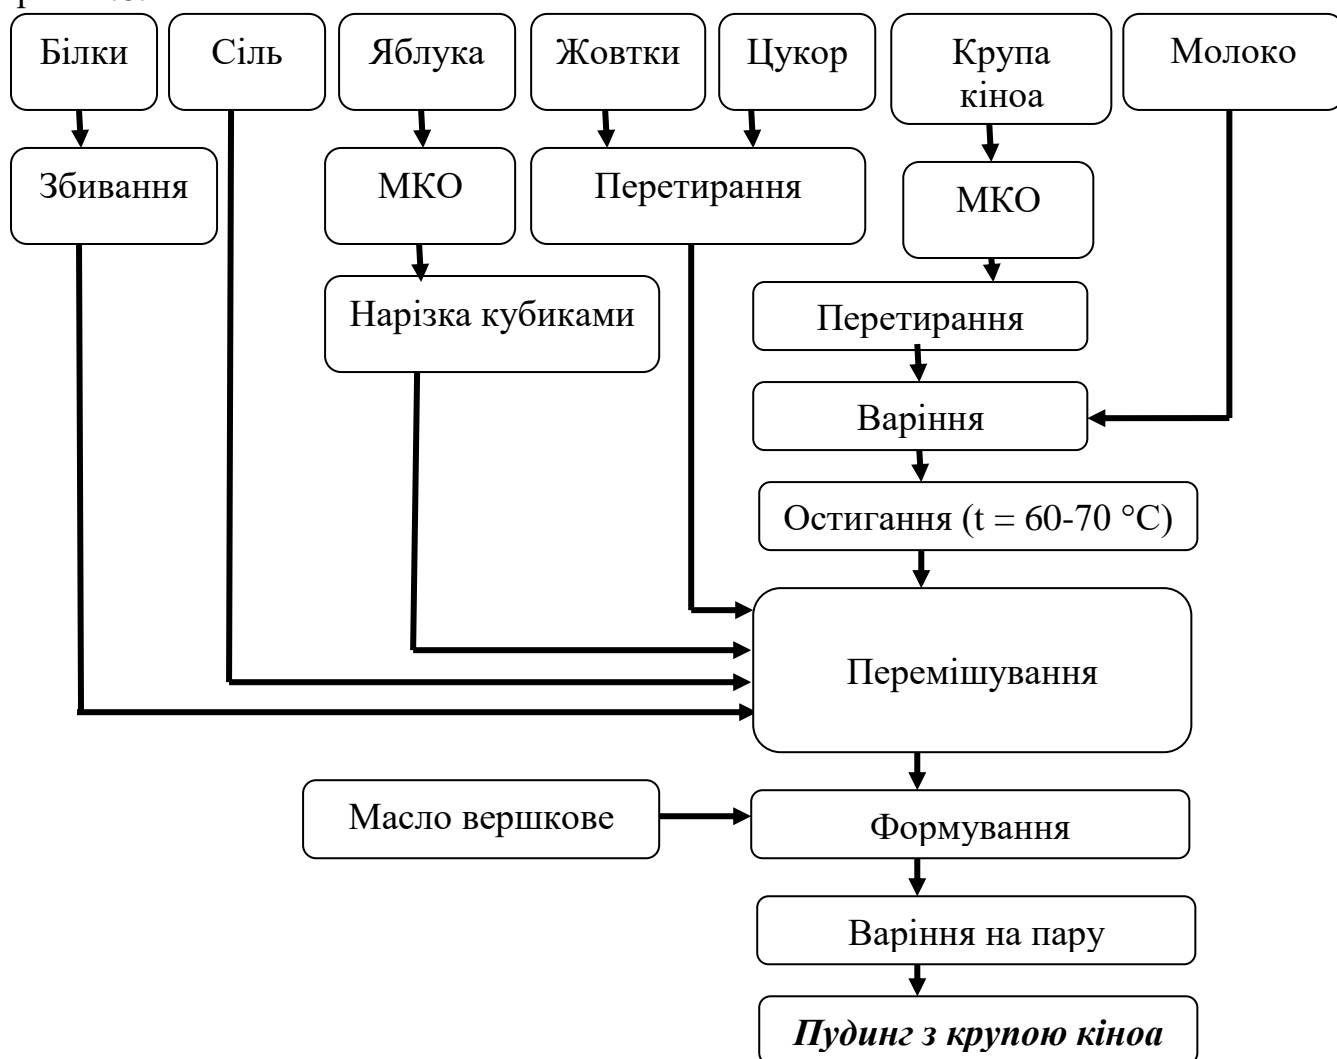 Білки
Сіль
Яблука
Жовтки
Цукор
Крупа
кіноа
Молоко
Збивання
МКО
Перетирання
МКО
Нарізка кубиками
Перетирання
Варіння
Остигання (t = 60-70 °C)
Перемішування
Масло вершкове
Формування
Варіння на пару
Пудинг з крупою кіноа